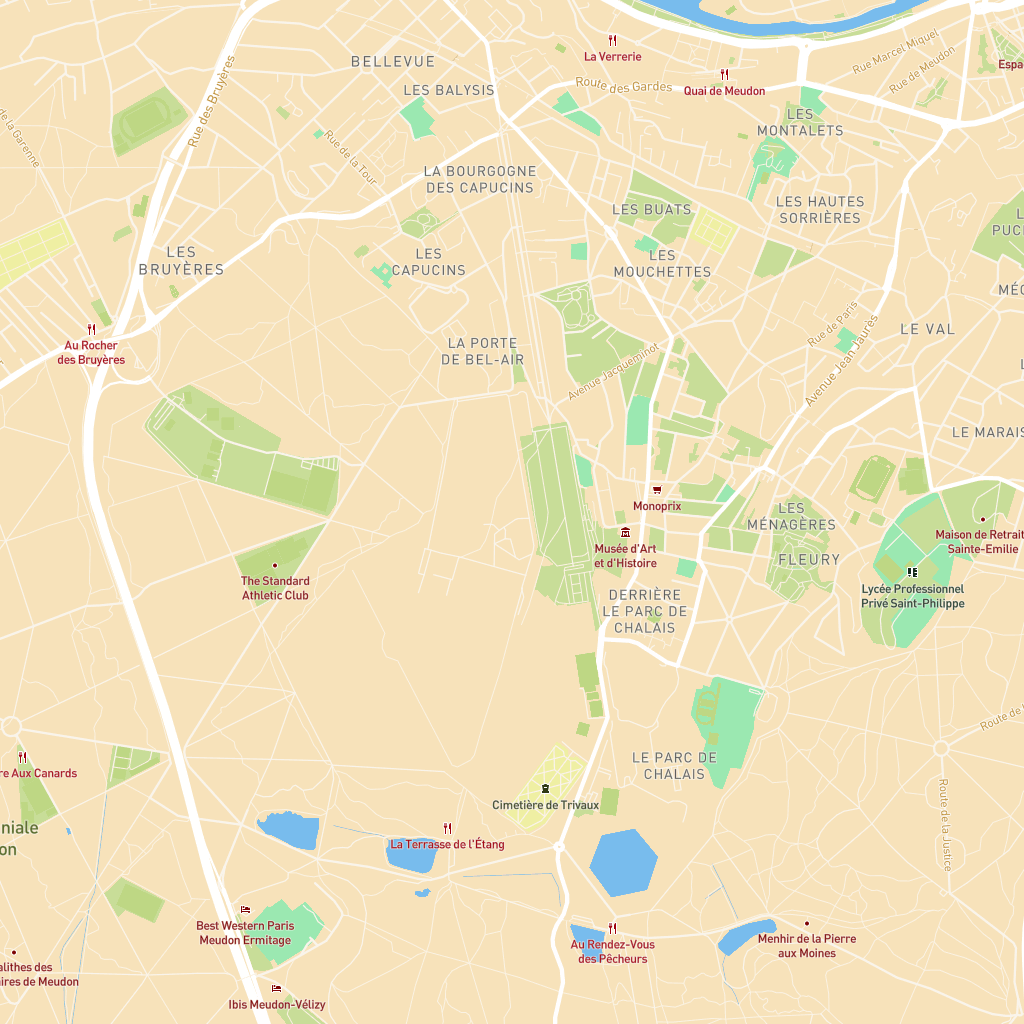 La Verrerie
Rue Marcel Miquel
Espa
BELLEVUE
Rue des Bruyères
LES BALYSIS
Route des Gardes
Quai de Meudon
Rue de Meudon
de la Garenne
Rue de la Tour
LES
MONTALETS
LA BOURGOGNE
DES CAPUCINS
LES BUATS
LES HAUTES
SORRIÈRES
L
PUC
LES
BRUYÈRES
LES
CAPUCINS
LES
MOUCHETTES
MÉC
Au Rocher
des Bruyères
LA PORTE
DE BEL-AIR
Rue de Paris
LE VAL
Avenue Jacqueminot
Avenue Jean Jaurès
LE MARAIS
Monoprix
LES
MÉNAGÈRES
Musée d'Art
et d'Histoire
FLEURY
Maison de Retrait
Sainte-Emilie
The Standard
Athletic Club
Lycée Professionnel
Privé Saint-Philippe
DERRIÈRE
LE PARC DE
CHALAIS
Route de
re Aux Canards
LE PARC DE
CHALAIS
Cimetière de Trivaux
Route de la Justice
niale
on
La Terrasse de l'Étang
Best Western Paris
Meudon Ermitage
Au Rendez-Vous
des Pêcheurs
Menhir de la Pierre
aux Moines
alithes des
aires de Meudon
Ibis Meudon-Vélizy